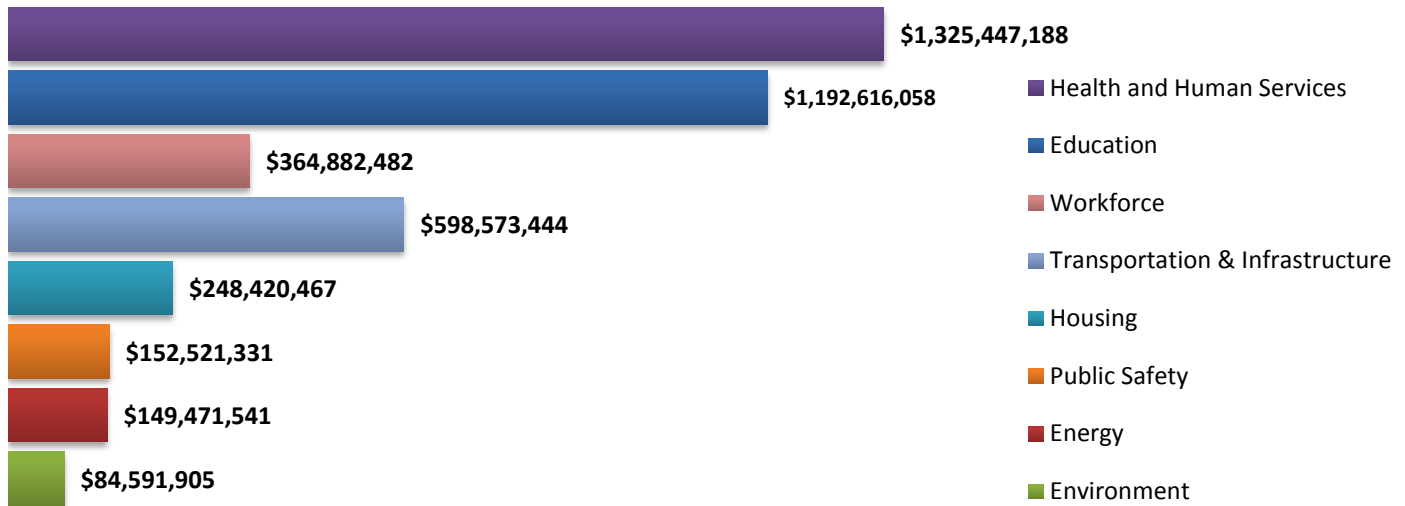 $1,325,447,188
$1,192,616,058
$364,882,482
$598,573,444
$248,420,467
$152,521,331
$149,471,541
$84,591,905
Health and Human Services
Education
Workforce
Transportation & Infrastructure
Housing
Public Safety
Energy
Environment